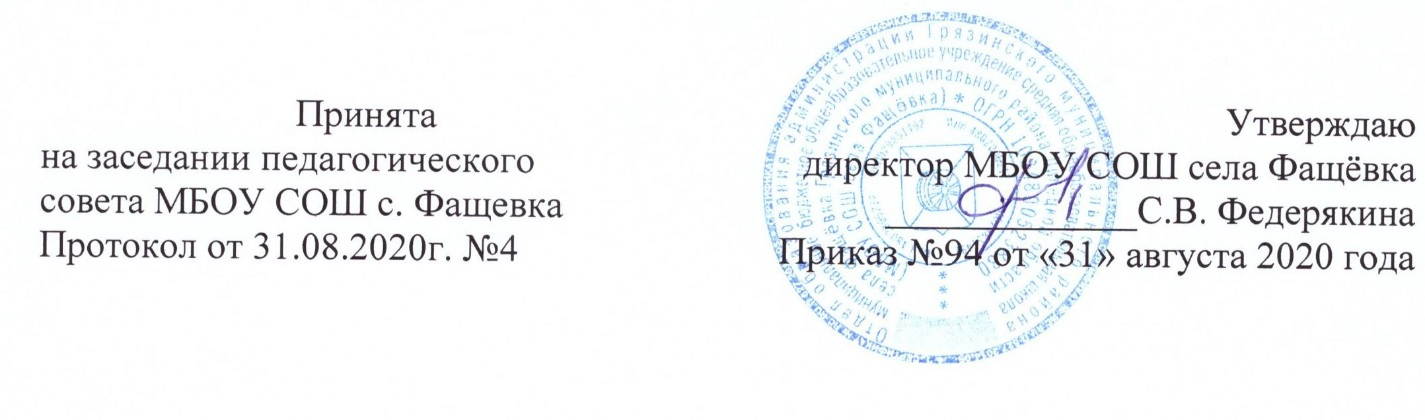 Принята
на заседании педагогического
совета МБОУ СОШ с. Фащевка
Протокол от 31.08.2020г. №4
Утверждаю
директор МБОУ СОШ села Фащёвка
С.В. Федерякина
Приказ №94 от «31» августа 2020 года